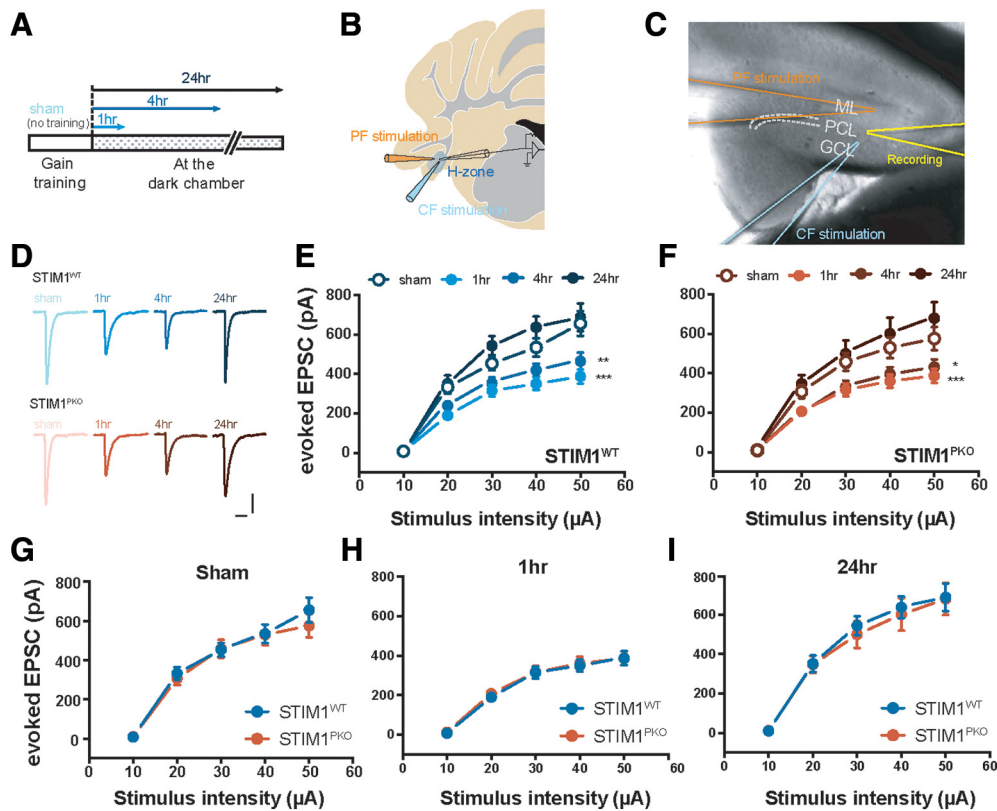 A
24hr
4hr
sham
(no training)
1hr
Gain
training
At the
dark chamber
B
PF stimulation
H-zone
CF stimulation
C
PF stimulation
ML
PCL
GCL
Recording
CF stimulation
D
STIM1WT
sham 1hr 4hr 24hr
STIM1PKO
sham 1hr 4hr 24hr
E
sham 1hr 4hr 24hr
evoked EPSC (pA)
800
600
400
200
0
**
***
STIM1WT
0 10 20 30 40 50 60
Stimulus intensity (µA)
F
sham 1hr 4hr 24hr
800
600
400
200
0
*
***
STIM1PKO
0 10 20 30 40 50 60
Stimulus intensity (µA)
G
Sham
evoked EPSC (pA)
800
600
400
200
0
STIM1WT
STIM1PKO
0 10 20 30 40 50 60
Stimulus intensity (µA)
H
1hr
800
600
400
200
0
STIM1WT
STIM1PKO
0 10 20 30 40 50 60
Stimulus intensity (µA)
I
24hr
800
600
400
200
0
STIM1WT
STIM1PKO
0 10 20 30 40 50 60
Stimulus intensity (µA)